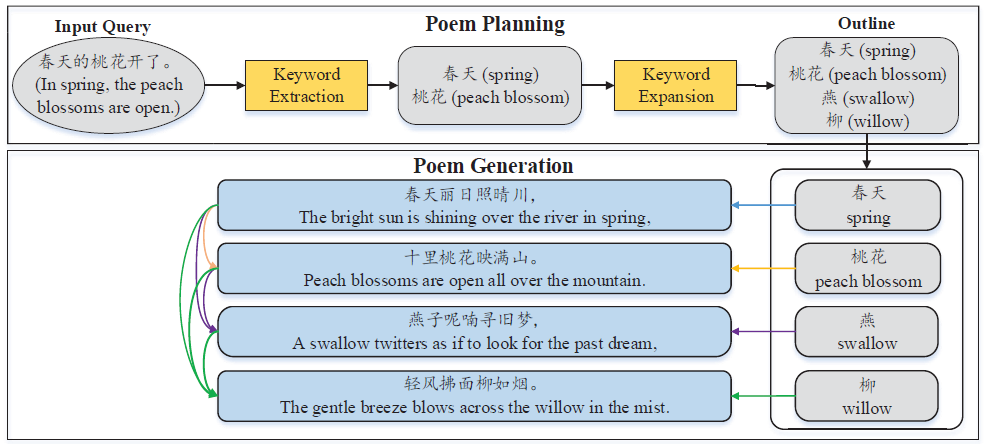 Poem Planning
Input Query
春天的桃花开了。
(In spring, the peach
blossoms are open.)
Keyword
Extraction
春天 (spring)
桃花 (peach blossom)
Keyword
Expansion
Outline
春天 (spring)
桃花 (peach blossom)
燕 (swallow)
柳 (willow)
Poem Generation
春天丽日照晴川，
The bright sun is shining over the river in spring,
春天
spring
十里桃花映满山。
Peach blossoms are open all over the mountain.
桃花
peach blossom
燕子呢喃寻旧梦，
A swallow twitters as if to look for the past dream,
燕
swallow
轻风拂面柳如烟。
The gentle breeze blows across the willow in the mist.
柳
willow